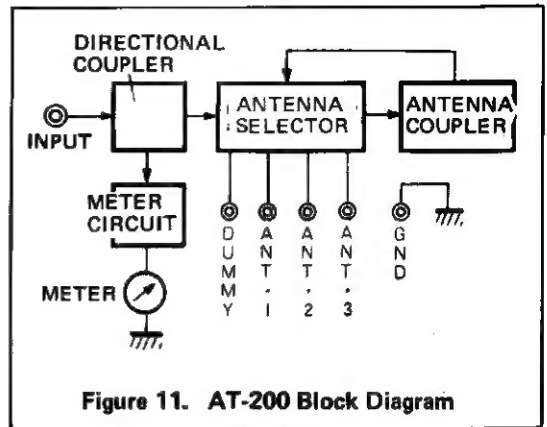 DIRECTIONAL
COUPLER
INPUT
ANTENNA
SELECTOR
ANTENNA
COUPLER
METER
CIRCUIT
METER
DUMMY
ANT.1
ANT.2
ANT.3
GND
Figure 11. AT-200 Block Diagram